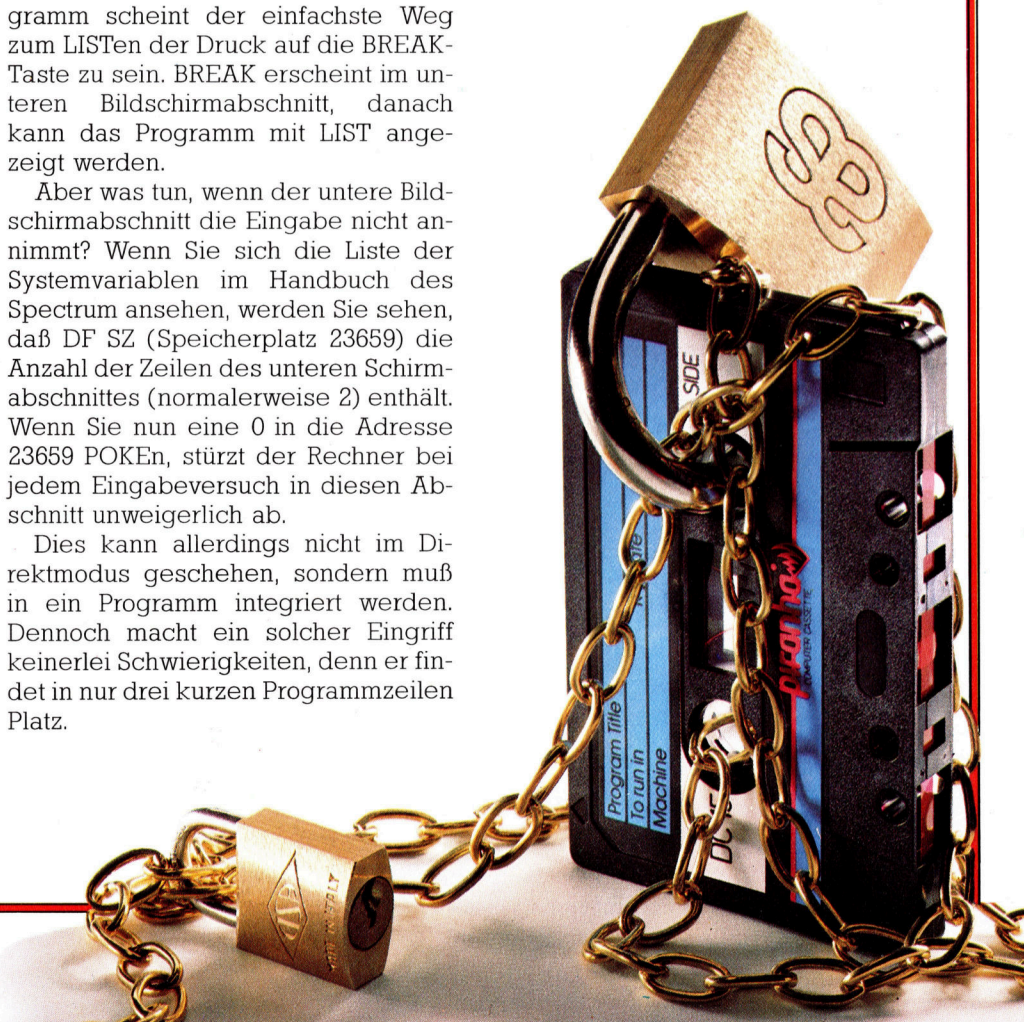 gramm scheint der einfachste Weg
zum LISTen der Druck auf die BREAK-
Taste zu sein. BREAK erscheint im un-
teren Bildschirmabschnitt, danach
kann das Programm mit LIST ange-
zeigt werden.
Aber was tun, wenn der untere Bild-
schirmabschnitt die Eingabe nicht an-
nimmt? Wenn Sie sich die Liste der
Systemvariablen im Handbuch des
Spectrum ansehen, werden Sie sehen,
daß DF SZ (Speicherplatz 23659) die
Anzahl der Zeilen des unteren Schirm-
abschnittes (normalerweise 2) enthält.
Wenn Sie nun eine 0 in die Adresse
23659 POKEn, stürzt der Rechner bei
jedem Eingabeversuch in diesen Ab-
schnitt unweigerlich ab.
Dies kann allerdings nicht im Di-
rektmodus geschehen, sondern muß
in ein Programm integriert werden.
Dennoch macht ein solcher Eingriff
keinerlei Schwierigkeiten, denn er fin-
det in nur drei kurzen Programmzeilen
Platz.
SIDE
piranha
COMPUTER CASSETTE
Program Title
To run in
Machine